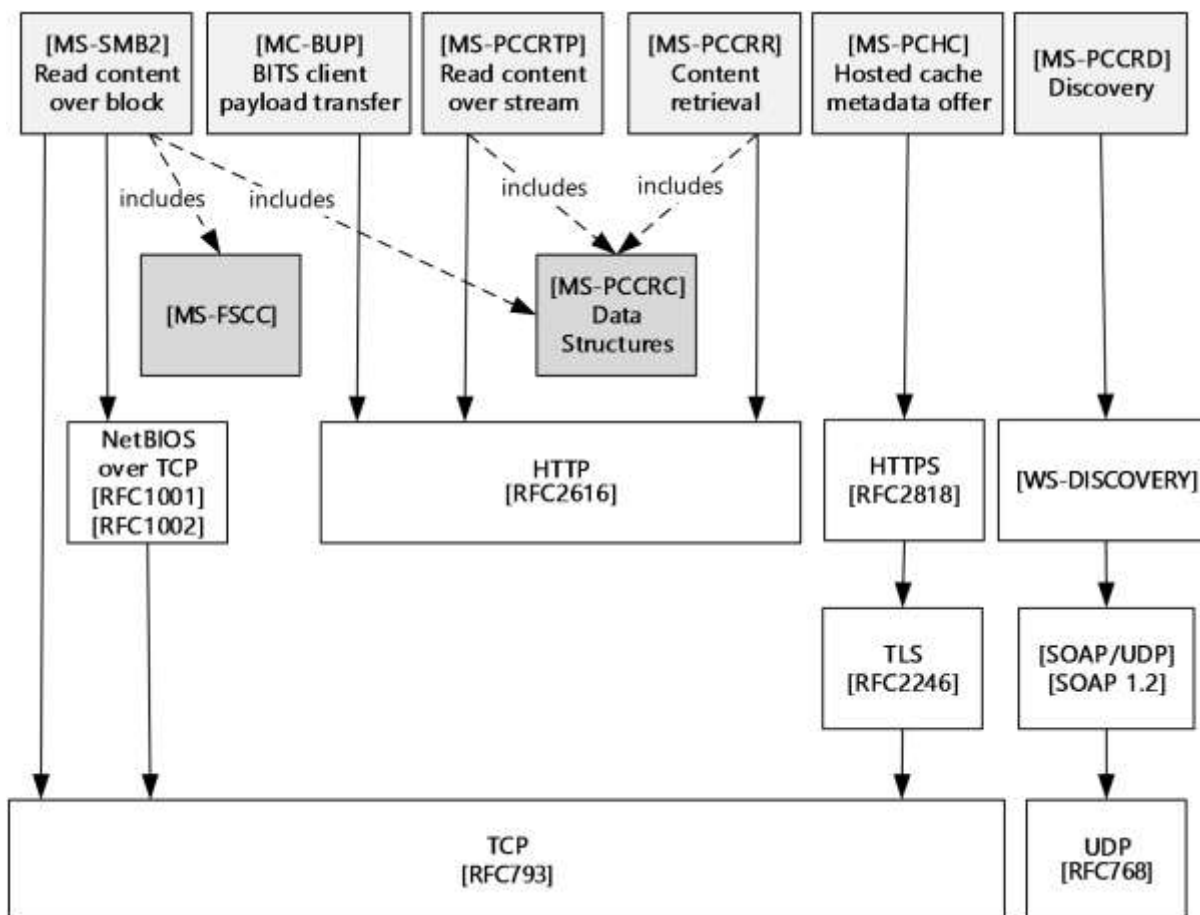 [MS-SMB2]
Read content
over block
[MC-BUP]
BITS client
payload transfer
[MS-PCCRTP]
Read content
over stream
[MS-PCCRR]
Content
retrieval
[MS-PCHC]
Hosted cache
metadata offer
[MS-PCCRD]
Discovery
includes
includes
includes
includes
[MS-FSCC]
[MS-PCCRC]
Data
Structures
NetBIOS
over TCP
[RFC1001]
[RFC1002]
HTTP
[RFC2616]
HTTPS
[RFC2818]
[WS-DISCOVERY]
TLS
[RFC2246]
[SOAP/UDP]
[SOAP 1.2]
TCP
[RFC793]
UDP
[RFC768]